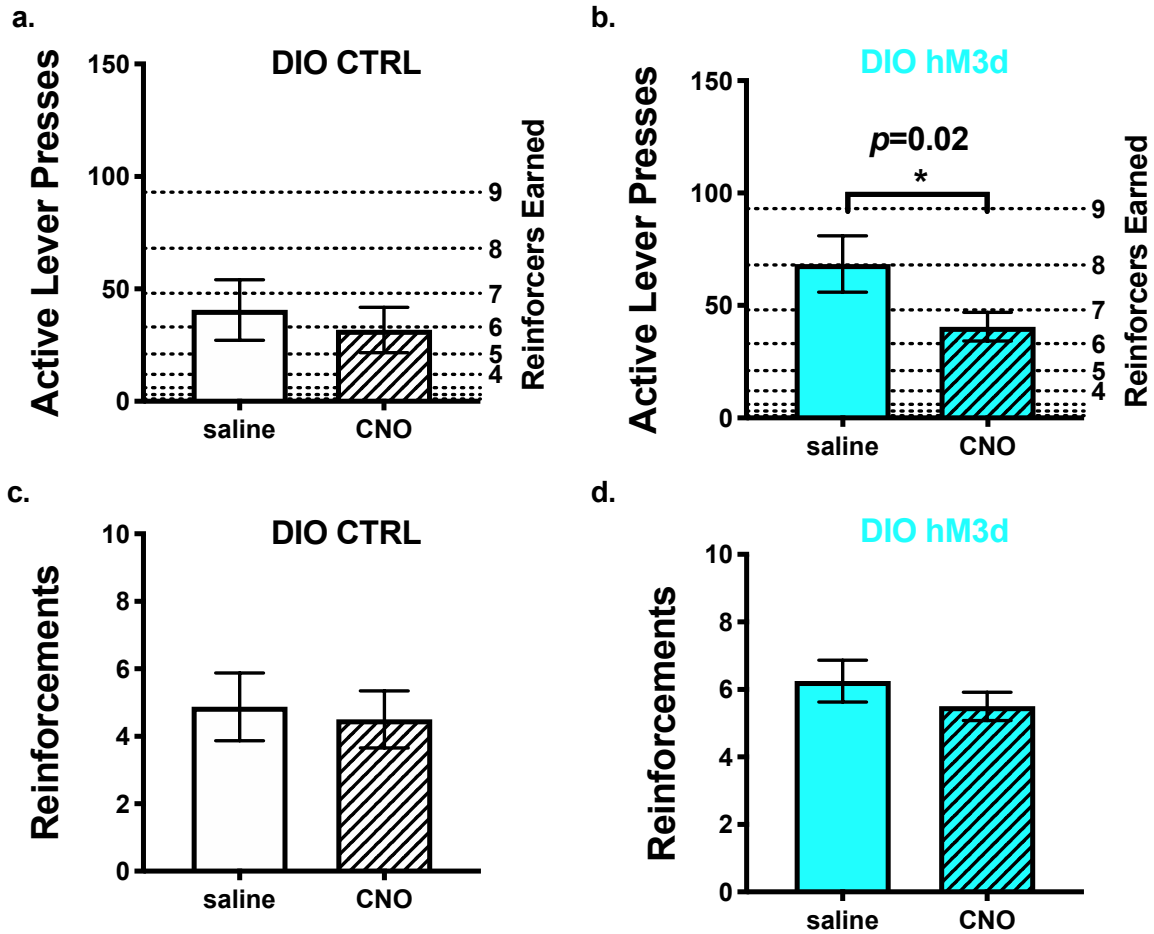 a.
DIO CTRL
Active Lever Presses
150
100
50
0
9
8
7
6
5
4
Reinforcers Earned
saline
CNO
b.
DIO hM3d
Active Lever Presses
150
100
50
0
p=0.02
*
9
8
7
6
5
4
Reinforcers Earned
saline
CNO
c.
DIO CTRL
Reinforcements
10
8
6
4
2
0
saline
CNO
d.
DIO hM3d
Reinforcements
10
8
6
4
2
0
saline
CNO